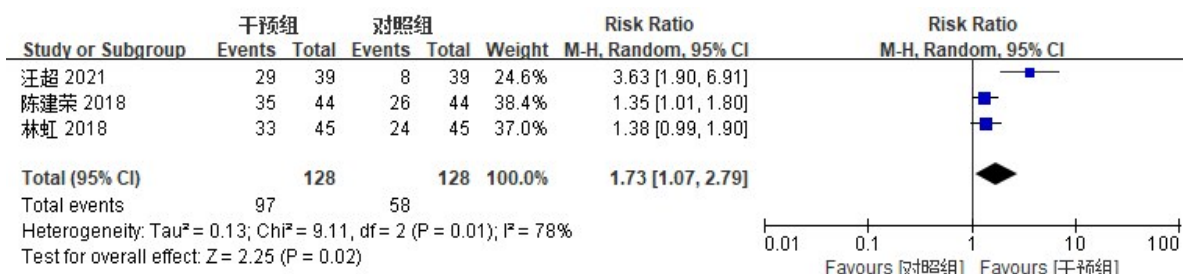 干预组 对照组 Risk Ratio Risk Ratio
Study or Subgroup Events Total Events Total Weight M-H, Random, 95% CI M-H, Random, 95% CI
汪超 2021 29 39 8 39 24.6% 3.63 [1.90, 6.91]
陈建荣 2018 35 44 26 44 38.4% 1.35 [1.01, 1.80]
林虹 2018 33 45 24 45 37.0% 1.38 [0.99, 1.90]
Total (95% CI) 128 128 100.0% 1.73 [1.07, 2.79]
Total events 97 58
Heterogeneity: Tau² = 0.13; Chi² = 9.11, df = 2 (P = 0.01); I² = 78%
Test for overall effect: Z = 2.25 (P = 0.02)
0.01 0.1 1 10 100
Favours [对照组] Favours [干预组]